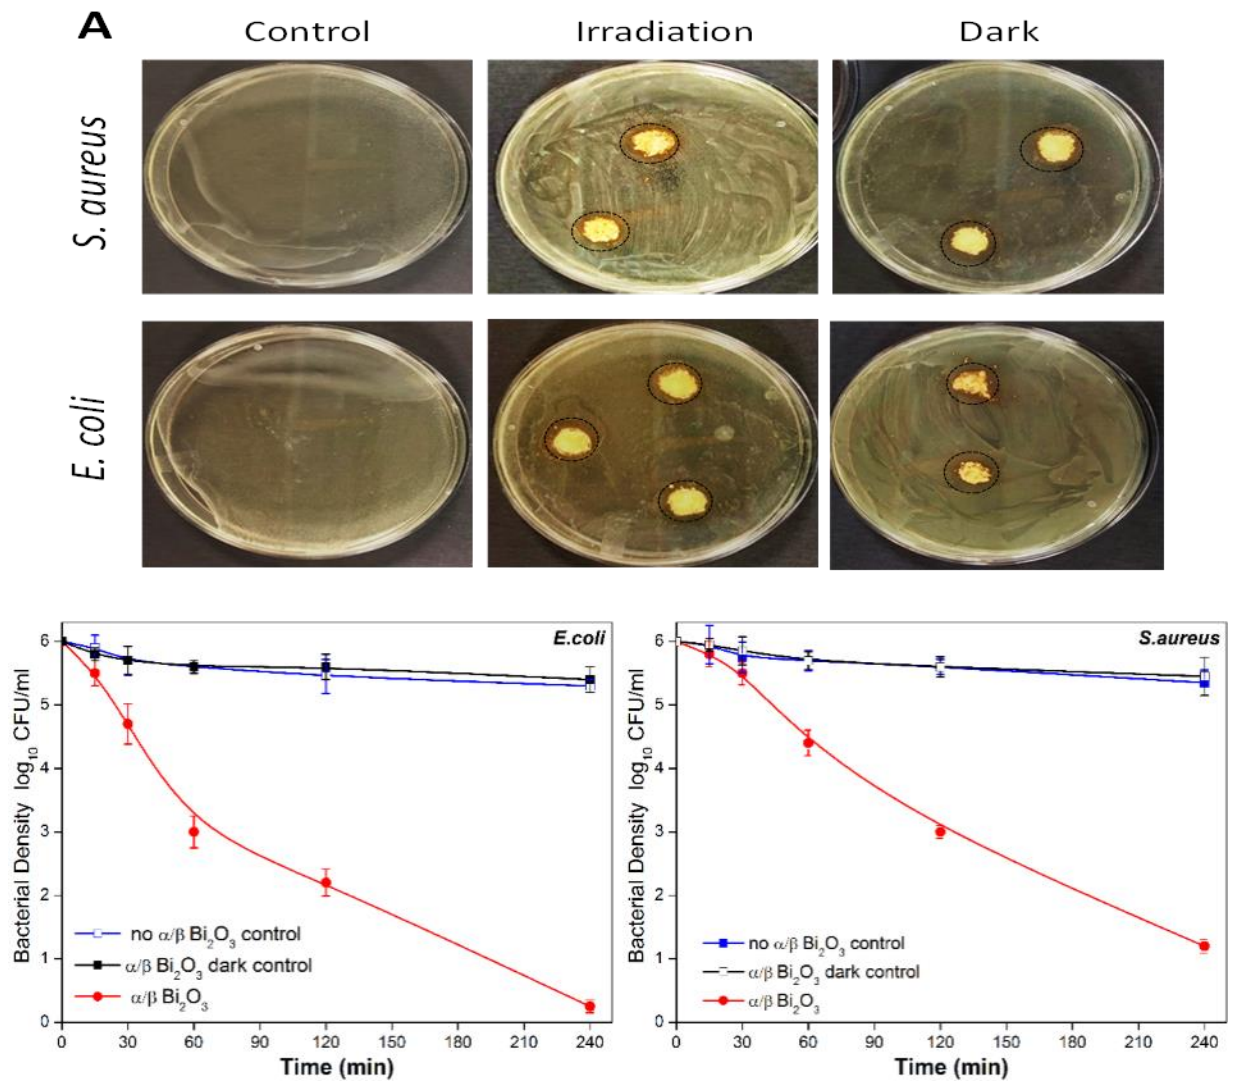 A
Control Irradiation Dark
S. aureus
E. coli
E.coli
Bacterial Density log₁₀ CFU/ml
6
5
4
3
2
1
0
no α/β Bi₂O₃ control
α/β Bi₂O₃ dark control
α/β Bi₂O₃
0 30 60 90 120 150 180 210 240
Time (min)
S.aureus
Bacterial Density log₁₀ CFU/ml
6
5
4
3
2
1
0
no α/β Bi₂O₃ control
α/β Bi₂O₃ dark control
α/β Bi₂O₃
0 30 60 90 120 150 180 210 240
Time (min)